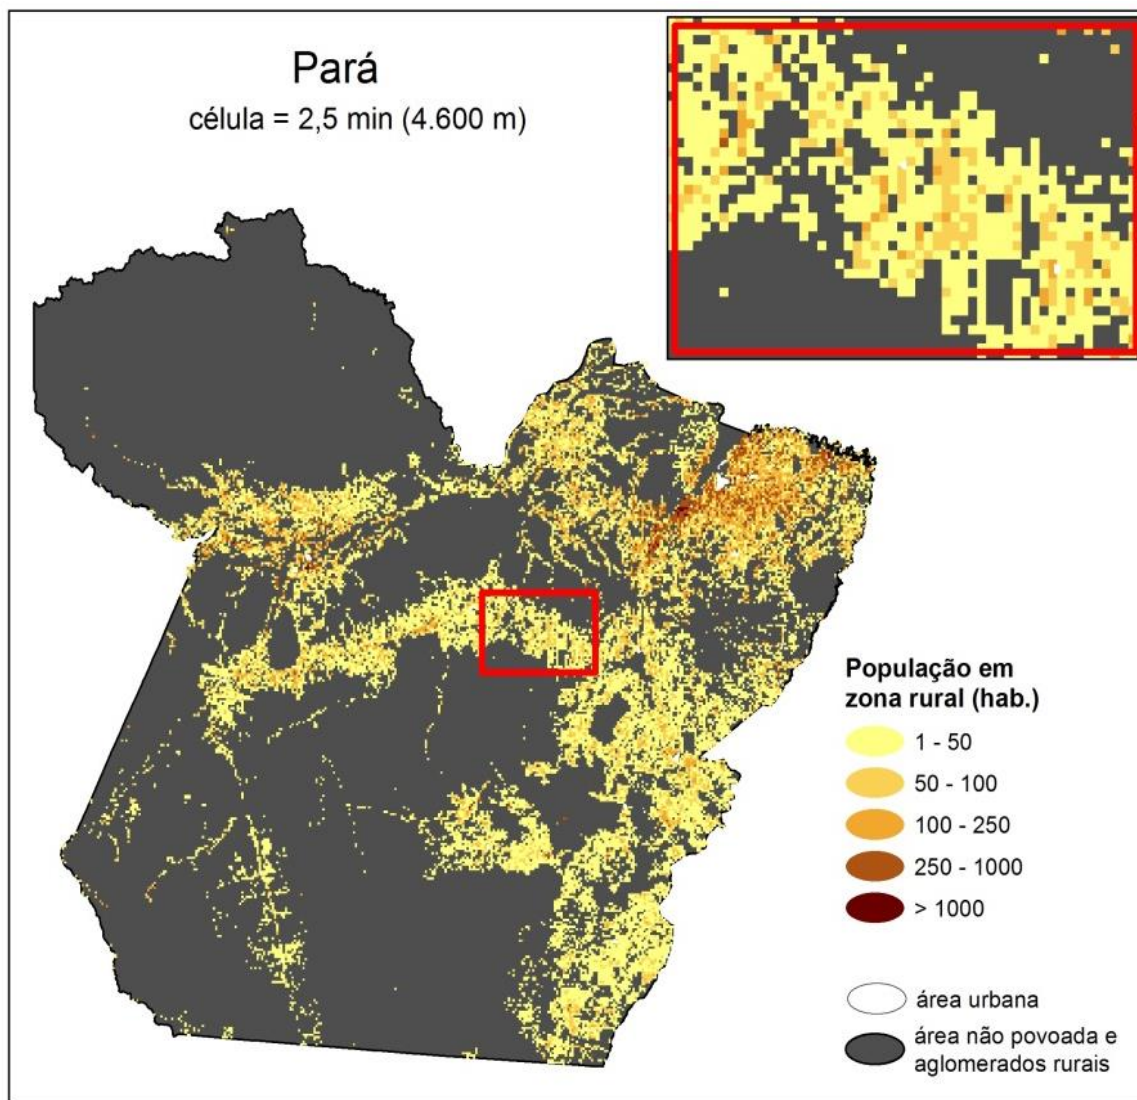 Pará
célula = 2,5 min (4.600 m)
População em
zona rural (hab.)
1 - 50
50 - 100
100 - 250
250 - 1000
> 1000
área urbana
área não povoada e
aglomerados rurais